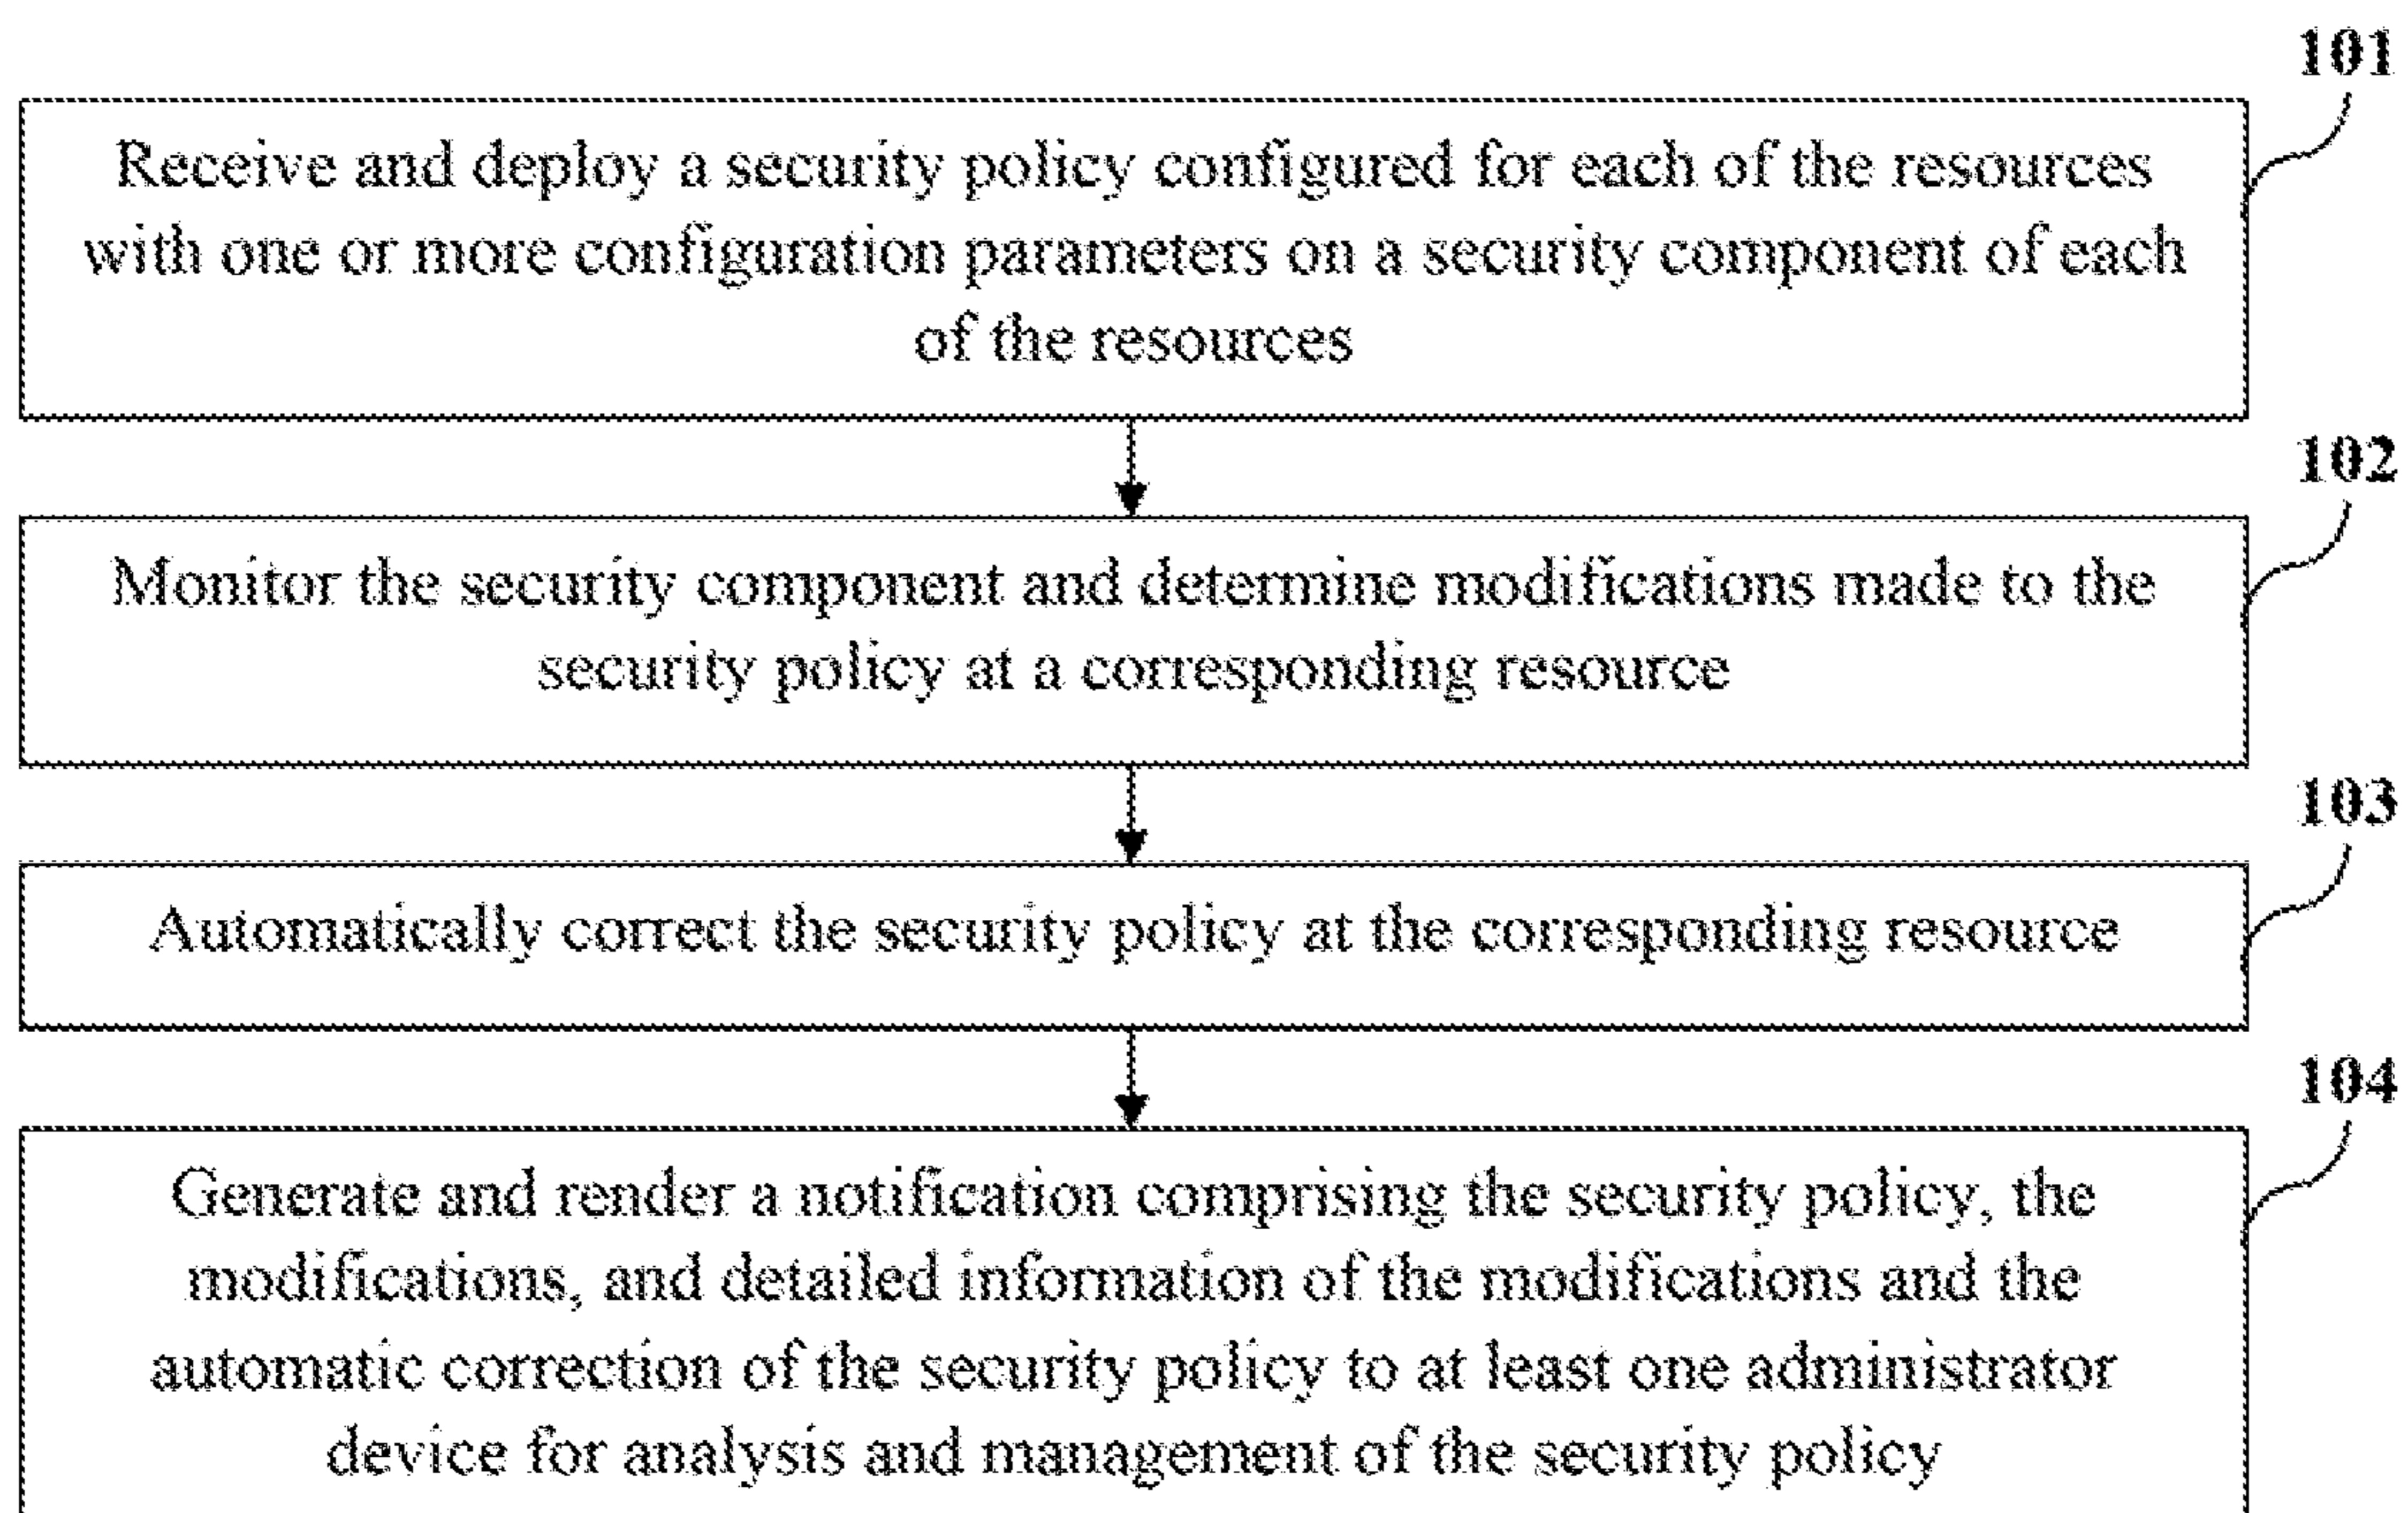 101
Receive and deploy a security policy configured for each of the resources
with one or more configuration parameters on a security component of each
of the resources
102
Monitor the security component and determine modifications made to the
security policy at a corresponding resource
103
Automatically correct the security policy at the corresponding resource
104
Generate and render a notification comprising the security policy, the
modifications, and detailed information of the modifications and the
automatic correction of the security policy to at least one administrator
device for analysis and management of the security policy